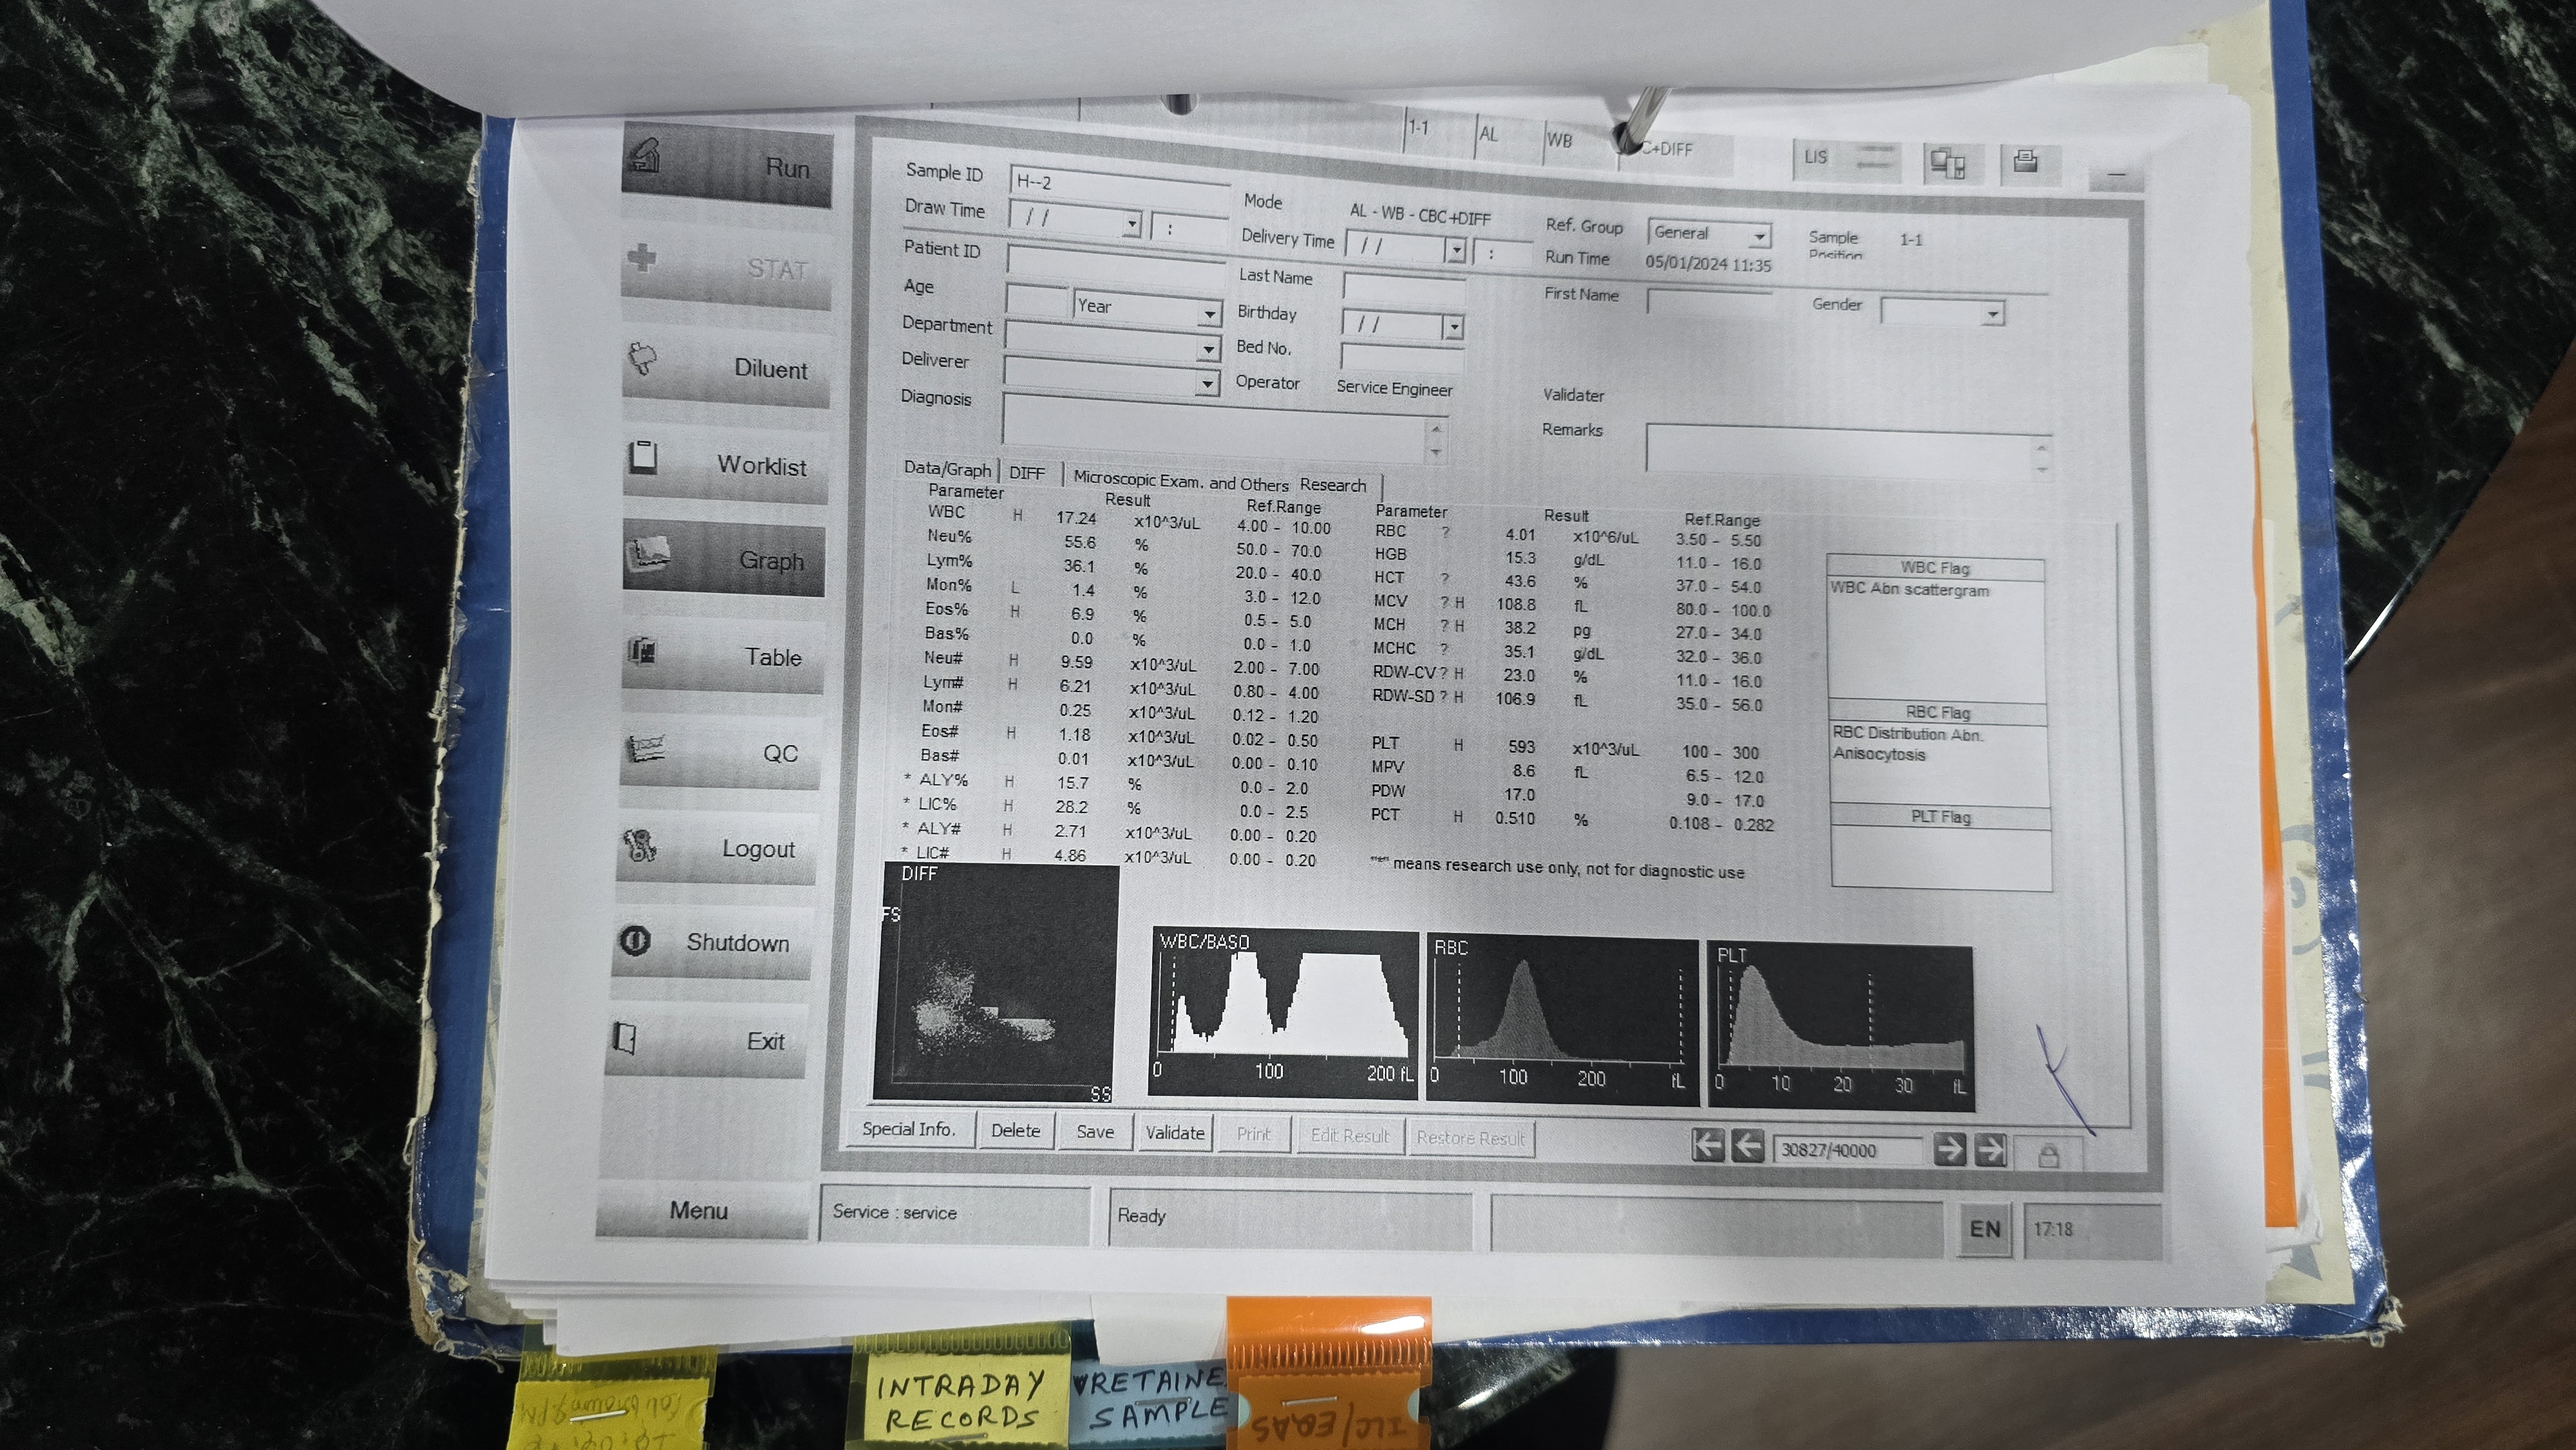 1-1 AL WB C+DIFF LIS
Run
STAT
Diluent
Worklist
Graph
Table
QC
Logout
Shutdown
Exit
Menu
Sample ID H--2 Mode AL - WB - CBC+DIFF Ref. Group General Sample 1-1
Draw Time / / : Delivery Time / / : Run Time 05/01/2024 11:35
Patient ID Last Name First Name Gender
Age Year Birthday / /
Department Bed No.
Deliverer Operator Service Engineer Validater
Diagnosis Remarks
Data/Graph DIFF Microscopic Exam. and Others Research
Parameter Result Ref.Range Parameter Result Ref.Range
WBC H 17.24 x10^3/uL 4.00 - 10.00 RBC ? 4.01 x10^6/uL 3.50 - 5.50
Neu% 55.6 % 50.0 - 70.0 HGB 15.3 g/dL 11.0 - 16.0
Lym% 36.1 % 20.0 - 40.0 HCT ? 43.6 % 37.0 - 54.0
Mon% L 1.4 % 3.0 - 12.0 MCV ? H 108.8 fL 80.0 - 100.0
Eos% H 6.9 % 0.5 - 5.0 MCH ? H 38.2 pg 27.0 - 34.0
Bas% 0.0 % 0.0 - 1.0 MCHC ? 35.1 g/dL 32.0 - 36.0
Neu# H 9.59 x10^3/uL 2.00 - 7.00 RDW-CV ? H 23.0 % 11.0 - 16.0
Lym# H 6.21 x10^3/uL 0.80 - 4.00 RDW-SD ? H 106.9 fL 35.0 - 56.0
Mon# 0.25 x10^3/uL 0.12 - 1.20
Eos# H 1.18 x10^3/uL 0.02 - 0.50 PLT H 593 x10^3/uL 100 - 300
Bas# 0.01 x10^3/uL 0.00 - 0.10 MPV 8.6 fL 6.5 - 12.0
* ALY% H 15.7 % 0.0 - 2.0 PDW 17.0 9.0 - 17.0
* LIC% H 28.2 % 0.0 - 2.5 PCT H 0.510 % 0.108 - 0.282
* ALY# H 2.71 x10^3/uL 0.00 - 0.20
* LIC# H 4.86 x10^3/uL 0.00 - 0.20
"*" means research use only, not for diagnostic use
WBC Flag
WBC Abn scattergram
RBC Flag
RBC Distribution Abn.
Anisocytosis
PLT Flag
DIFF
FS
SS
WBC/BASO
0 100 200 fL
RBC
0 100 200 fL
PLT
0 10 20 30 fL
Special Info. Delete Save Validate Print Edit Result Restore Result 30827/40000
Service : service Ready EN 17:18
INTRADAY
RECORDS
RETAINE
SAMPLE
ILC/EQAS